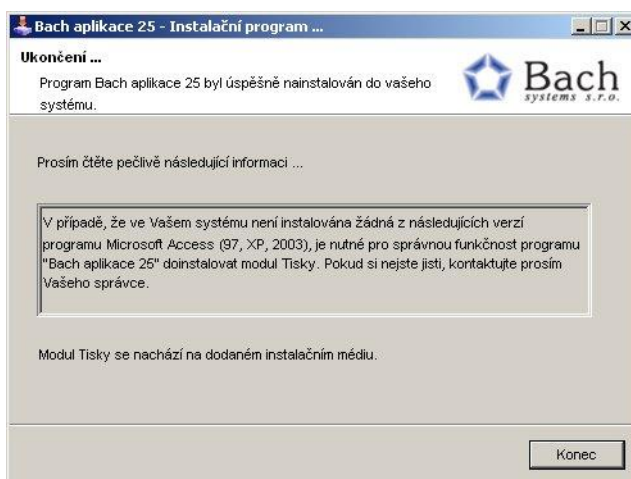 Bach aplikace 25 - Instalační program ...
Ukončení ...
Program Bach aplikace 25 byl úspěšně nainstalován do vašeho
systému.
Bach
systems s.r.o.
Prosím čtěte pečlivě následující informaci ...
V případě, že ve Vašem systému není instalována žádná z následujících verzí
programu Microsoft Access (97, XP, 2003), je nutné pro správnou funkčnost programu
"Bach aplikace 25" doinstalovat modul Tisky. Pokud si nejste jisti, kontaktujte prosím
Vašeho správce.
Modul Tisky se nachází na dodaném instalačním médiu.
Konec